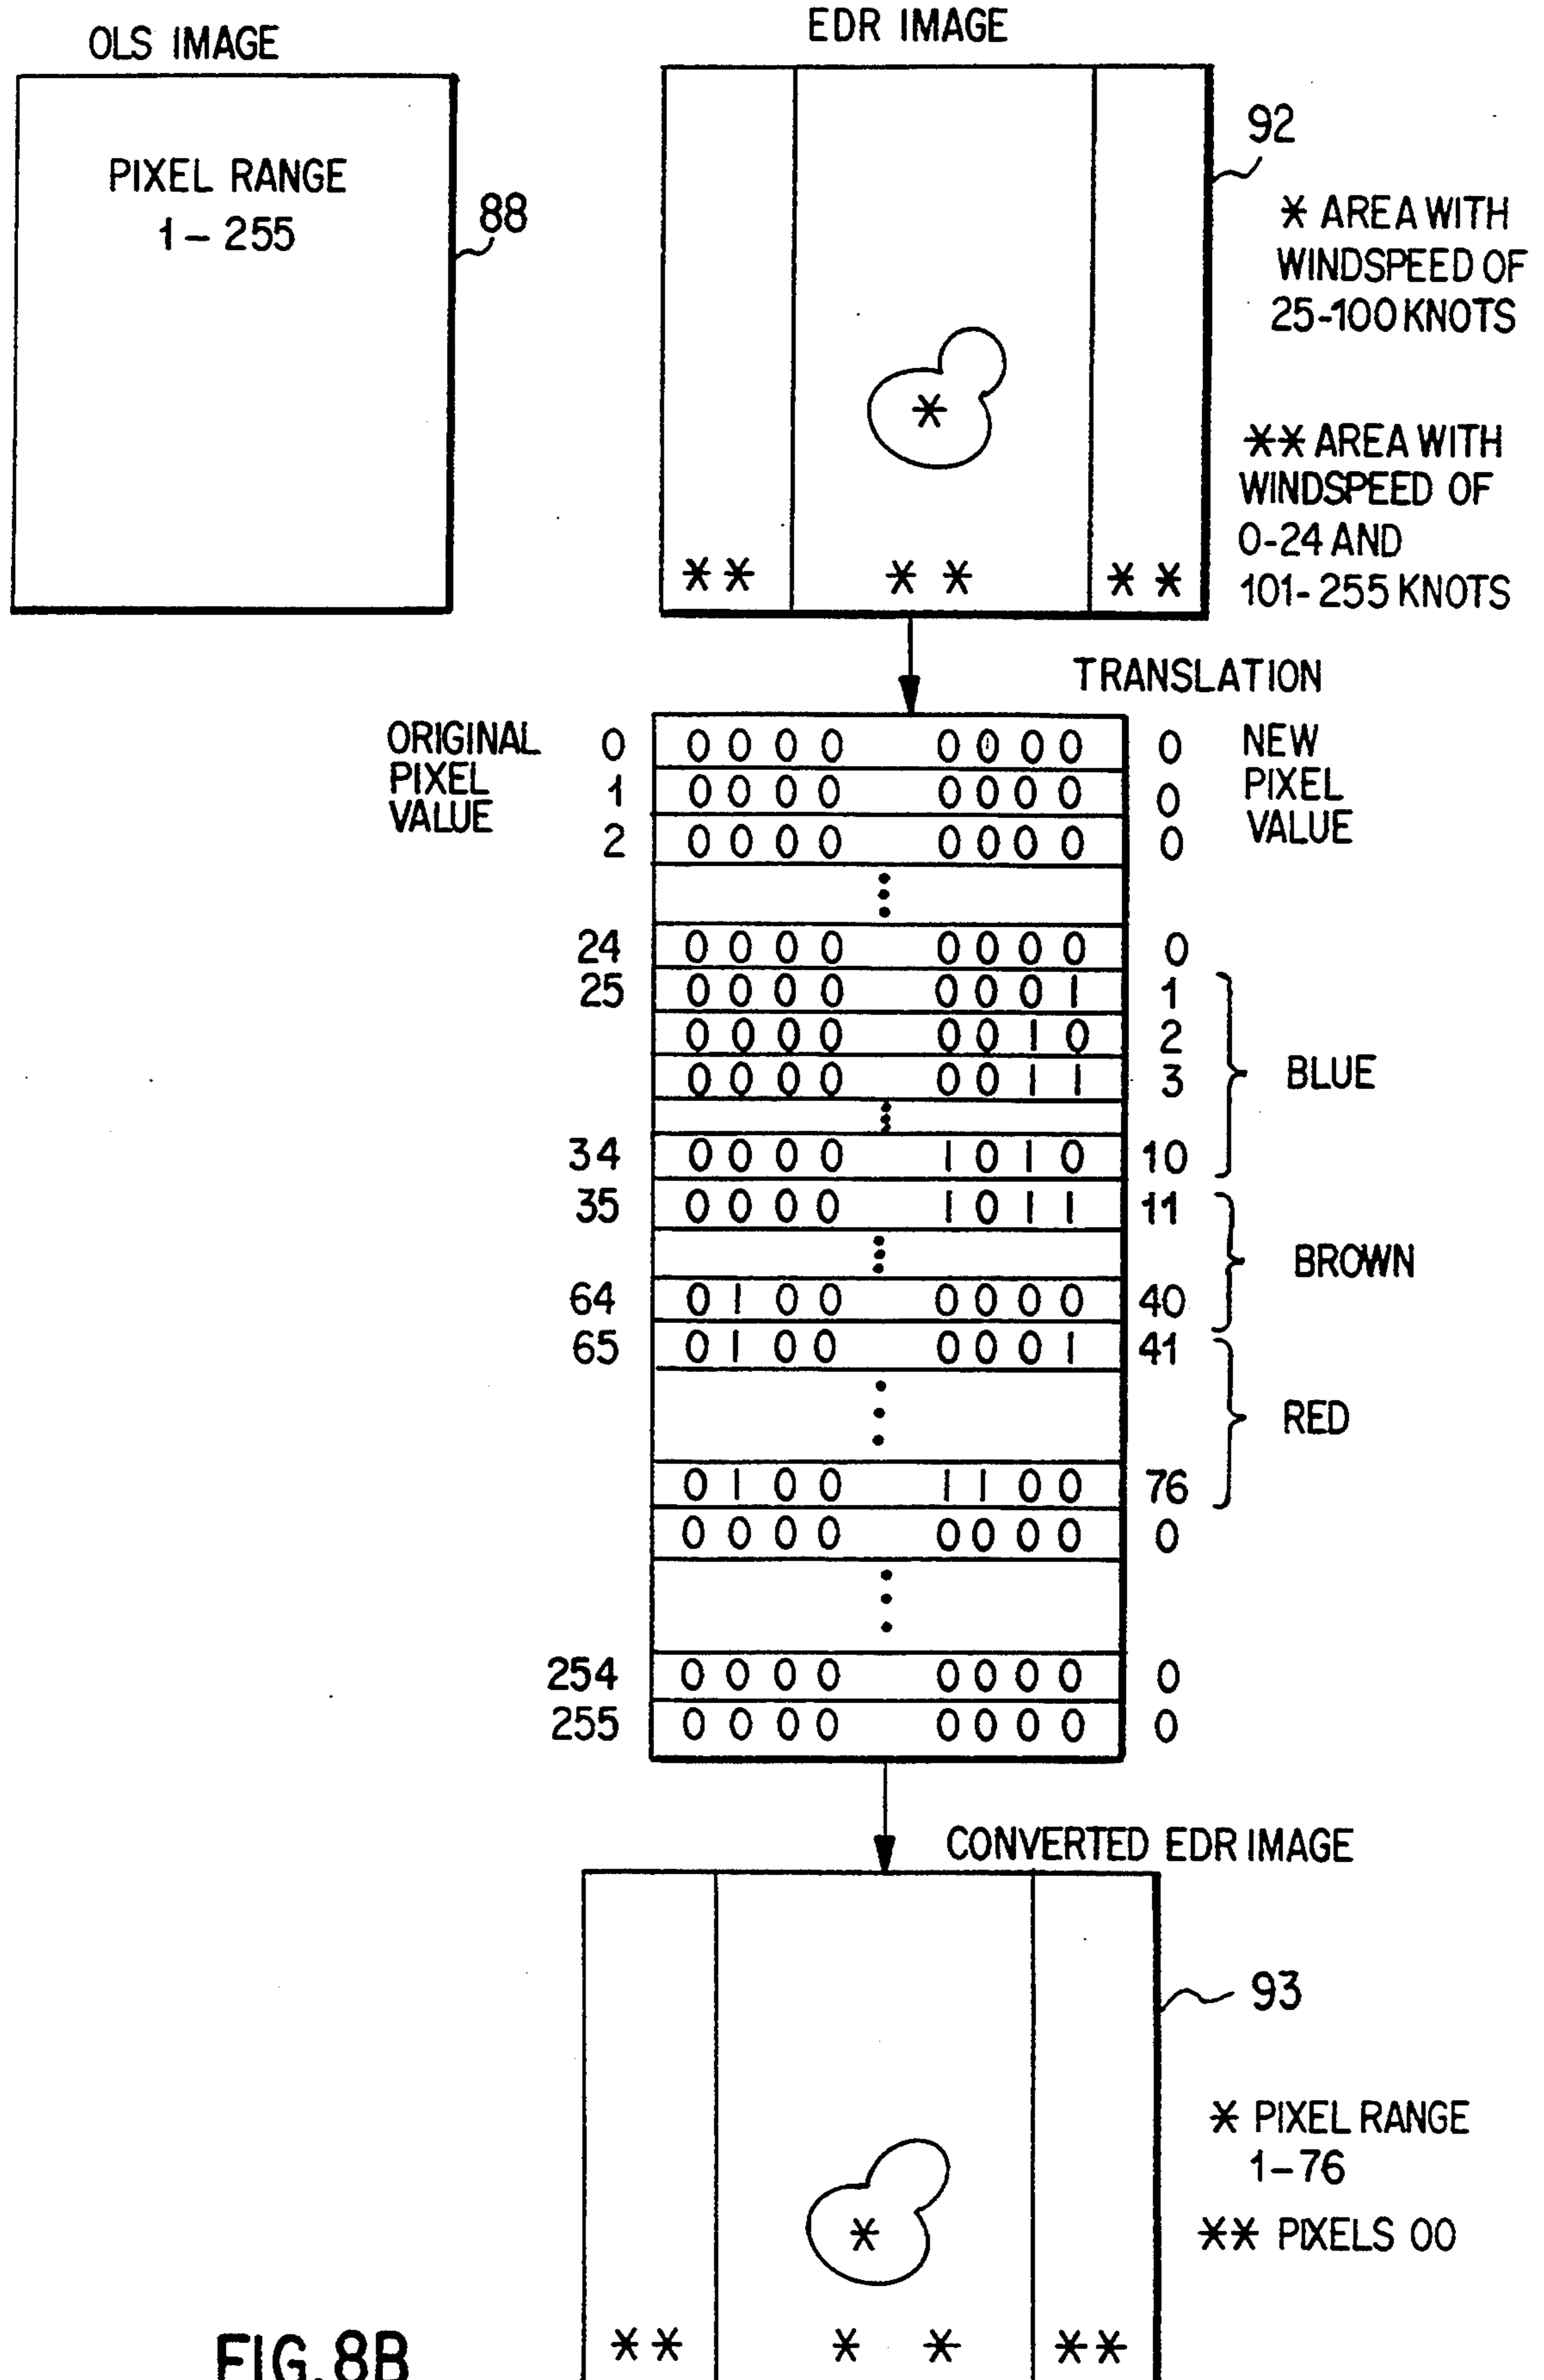 OLS IMAGE
PIXEL RANGE
1 – 255
88
EDR IMAGE
92
* AREA WITH
WINDSPEED OF
25-100 KNOTS
** AREA WITH
WINDSPEED OF
0-24 AND
101-255 KNOTS
*
** ** **
TRANSLATION
ORIGINAL
PIXEL
VALUE
NEW
PIXEL
VALUE
0 0000 0000 0
1 0000 0000 0
2 0000 0000 0
24 0000 0000 0
25 0000 0001 1
0000 0010 2
0000 0011 3
BLUE
34 0000 1010 10
35 0000 1011 11
BROWN
64 0100 0000 40
65 0100 0001 41
RED
0100 1100 76
0000 0000 0
254 0000 0000 0
255 0000 0000 0
CONVERTED EDR IMAGE
93
* PIXEL RANGE
1–76
** PIXELS 00
*
** * * **
FIG. 8B